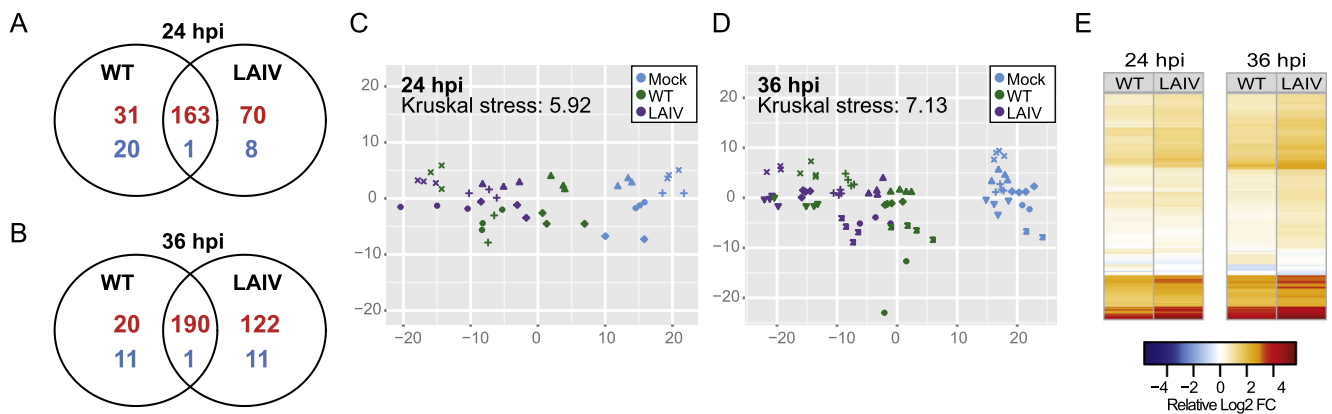 A
24 hpi
WT
LAIV
31
163
70
20
1
8
B
36 hpi
WT
LAIV
20
190
122
11
1
11
C
24 hpi
Kruskal stress: 5.92
Mock
WT
LAIV
20
10
0
−10
−20
−20
−10
0
10
20
D
36 hpi
Kruskal stress: 7.13
Mock
WT
LAIV
20
10
0
−10
−20
−20
−10
0
10
20
E
24 hpi
36 hpi
WT LAIV
WT LAIV
−4 −2 0 2 4
Relative Log2 FC